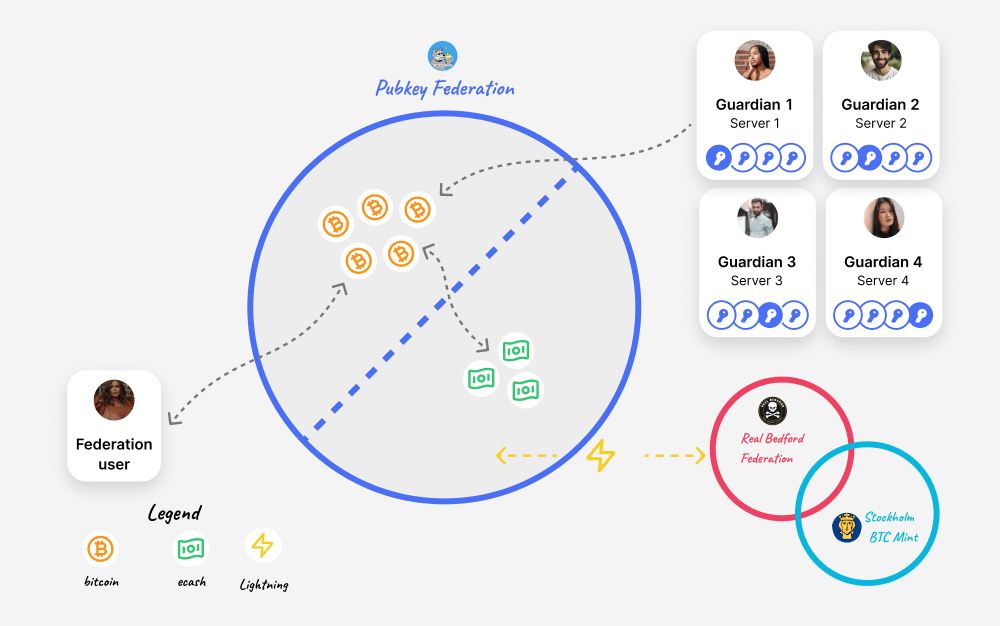 Pubkey Federation
Guardian 1
Server 1
Guardian 2
Server 2
Guardian 3
Server 3
Guardian 4
Server 4
Federation
user
Real Bedford
Federation
Stockholm
BTC Mint
Legend
bitcoin
ecash
Lightning